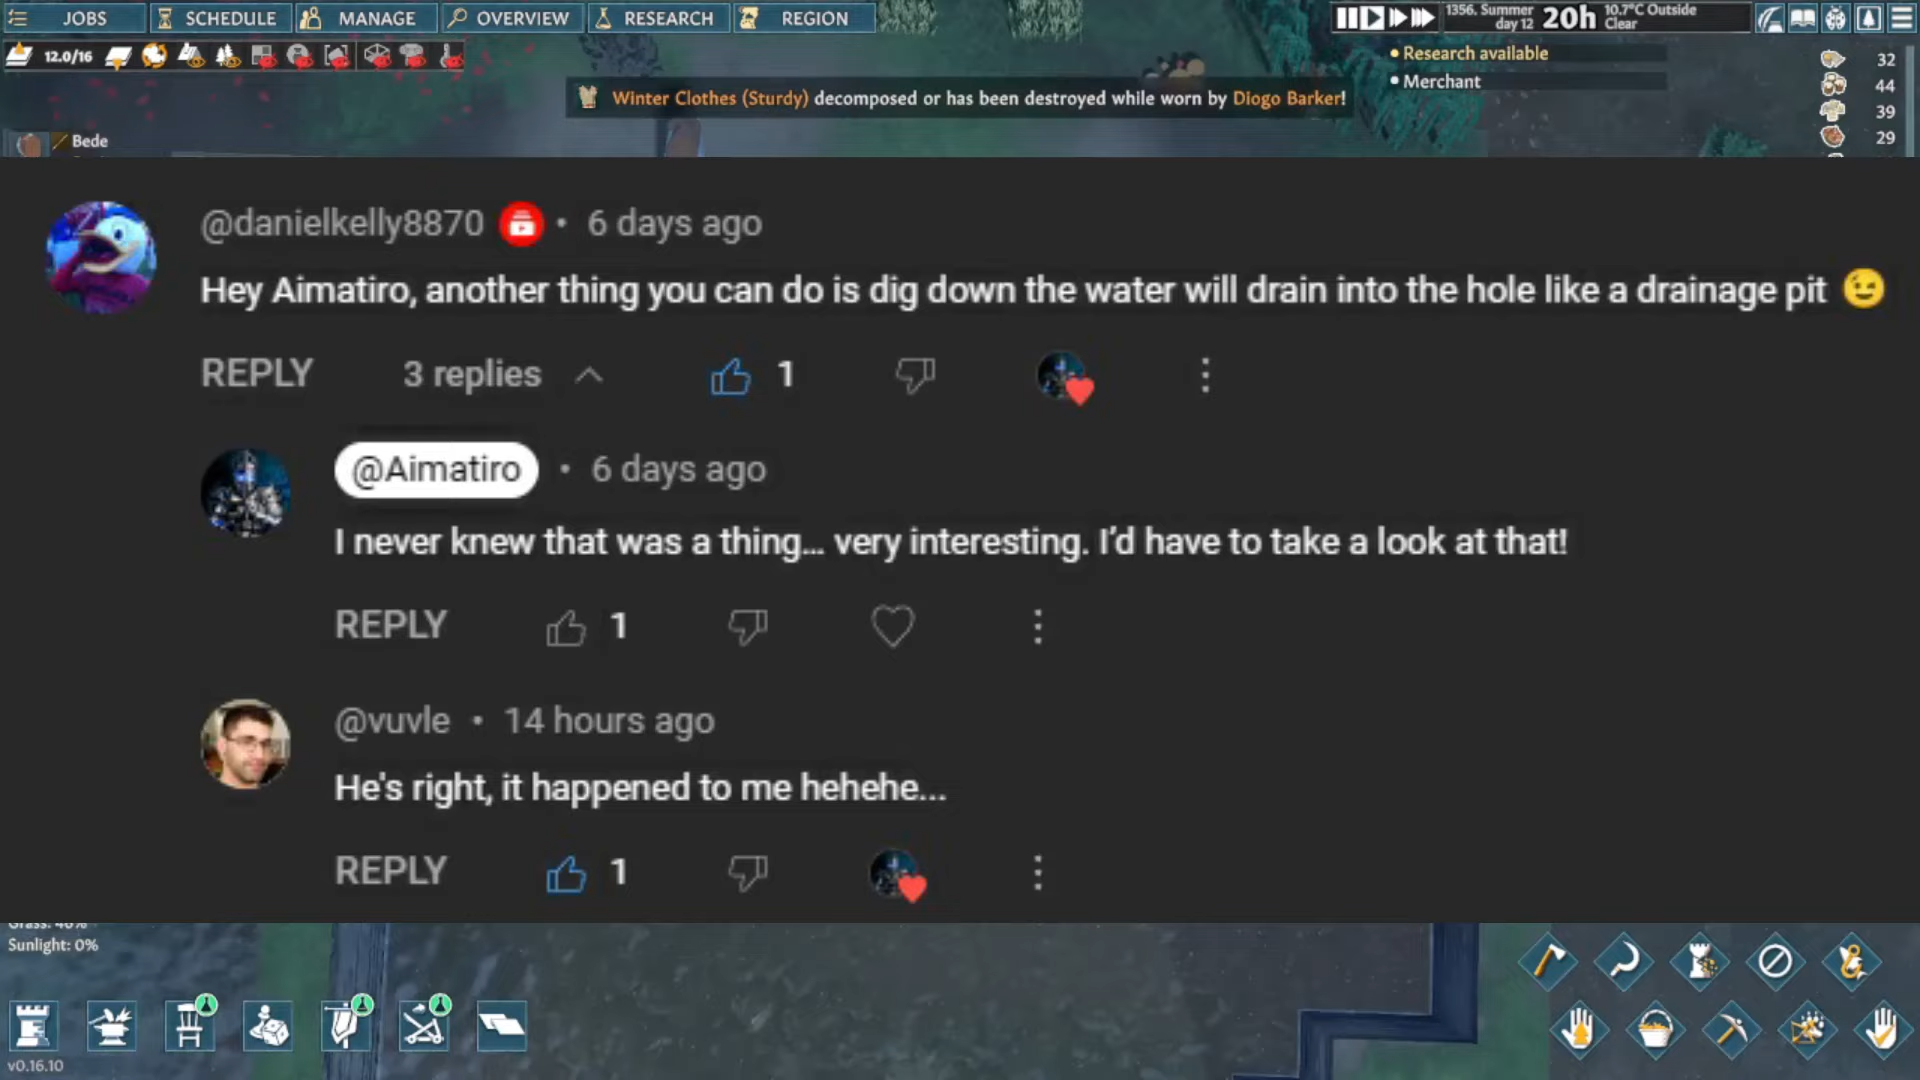 JOBS SCHEDULE MANAGE OVERVIEW RESEARCH REGION
1356. Summer day 12 20h 10.7°C Outside Clear
12.0/16
Research available
Merchant
32
44
39
29
Winter Clothes (Sturdy) decomposed or has been destroyed while worn by Diogo Barker!
Bede
@danielkelly8870 • 6 days ago
Hey Aimatiro, another thing you can do is dig down the water will drain into the hole like a drainage pit 😉
REPLY 3 replies 1
@Aimatiro • 6 days ago
I never knew that was a thing... very interesting. I'd have to take a look at that!
REPLY 1
@vuvle • 14 hours ago
He's right, it happened to me hehehe...
REPLY 1
Sunlight: 0%
v0.16.10